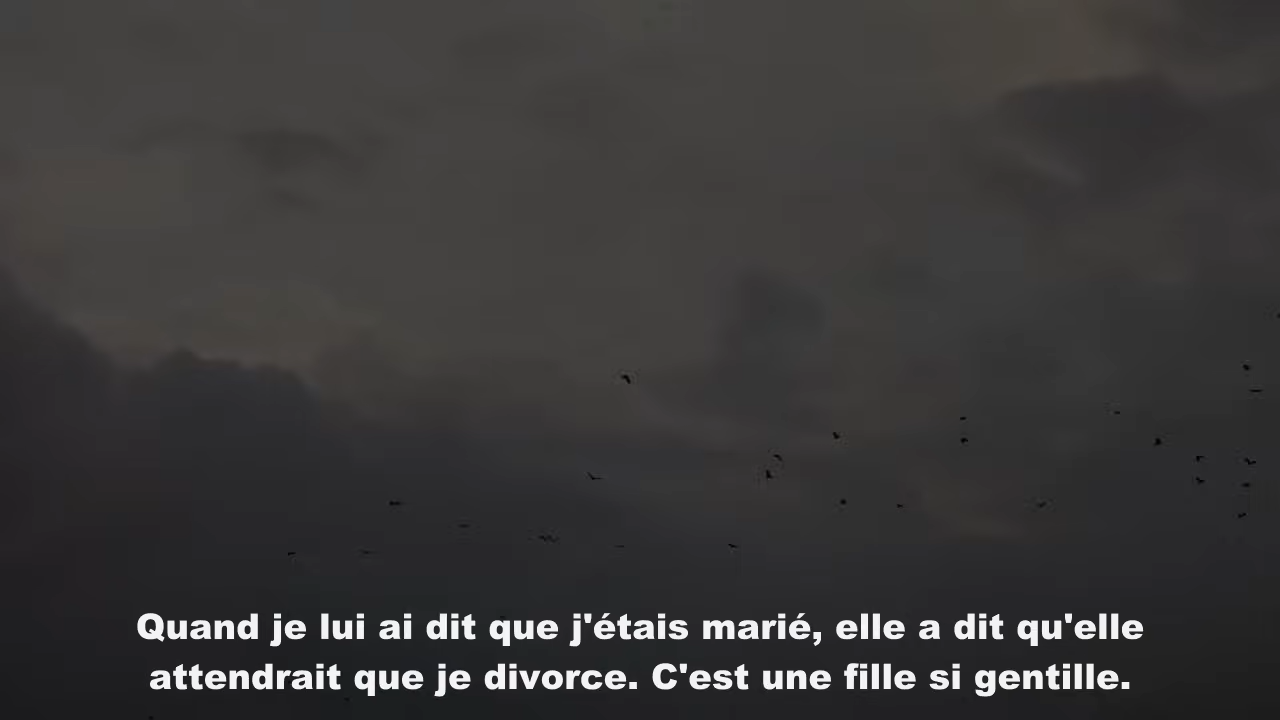 Quand je lui ai dit que j'étais marié, elle a dit qu'elle
attendrait que je divorce. C'est une fille si gentille.